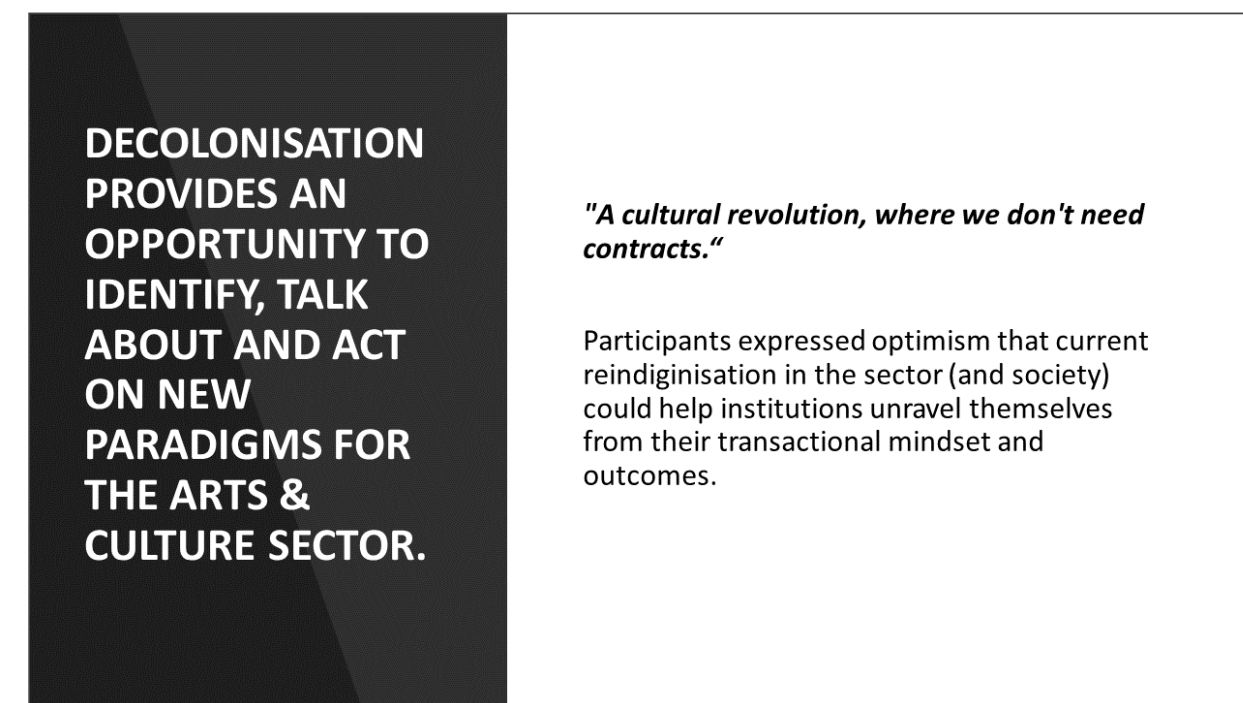 DECOLONISATION
PROVIDES AN
OPPORTUNITY TO
IDENTIFY, TALK
ABOUT AND ACT
ON NEW
PARADIGMS FOR
THE ARTS &
CULTURE SECTOR.
"A cultural revolution, where we don't need
contracts.“
Participants expressed optimism that current
reindiginisation in the sector (and society)
could help institutions unravel themselves
from their transactional mindset and
outcomes.